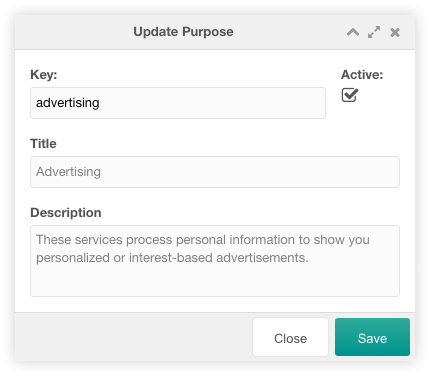 Update Purpose
Key:
Active:
advertising
Title
Advertising
Description
These services process personal information to show you
personalized or interest-based advertisements.
Close
Save